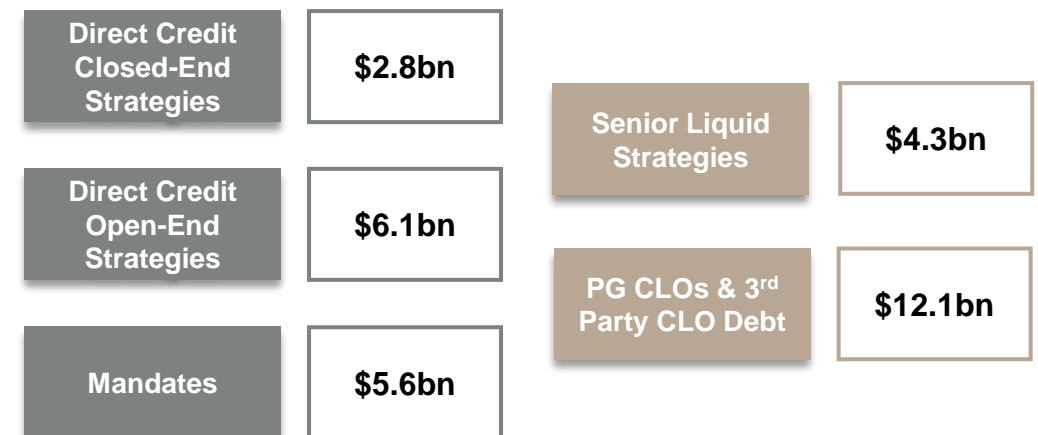 Direct Credit
Closed-End
Strategies
$2.8bn
Direct Credit
Open-End
Strategies
$6.1bn
Mandates
$5.6bn
Senior Liquid
Strategies
$4.3bn
PG CLOs & 3rd
Party CLO Debt
$12.1bn